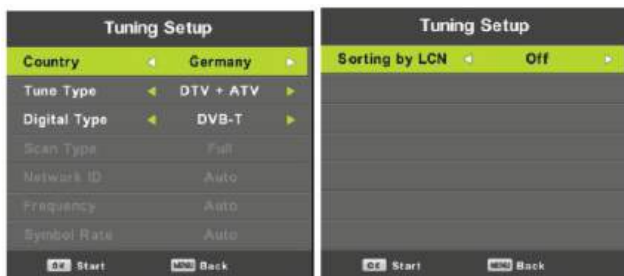 Tuning Setup
Country Germany
Tune Type DTV + ATV
Digital Type DVB-T
Scan Type Full
Network ID Auto
Frequency Auto
Symbol Rate Auto
OK Start MENU Back
Tuning Setup
Sorting by LCN Off
OK Start MENU Back